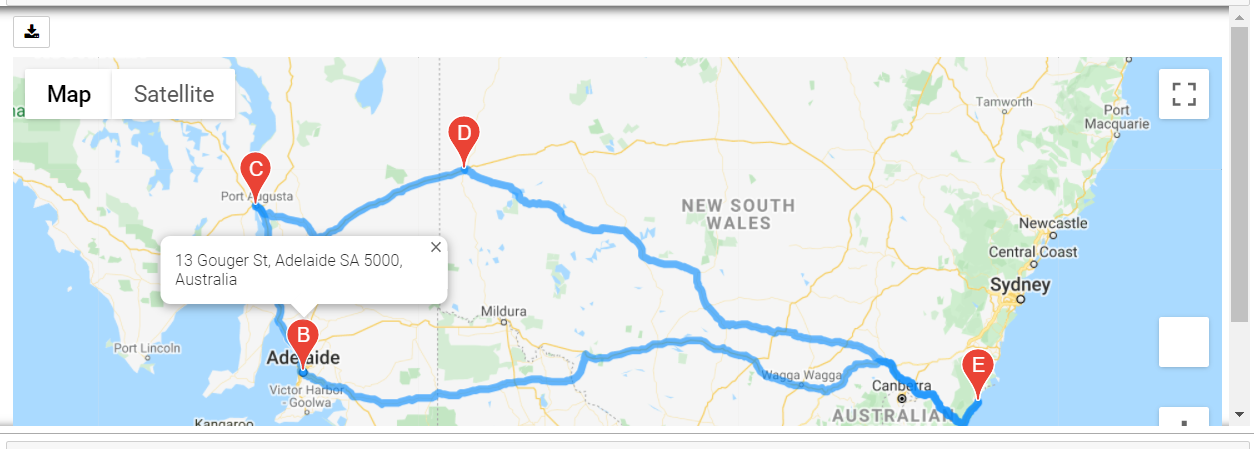 Map
Satellite
ha
D
Tamworth
Port
Macquarie
C
Port Augusta
NEW SOUTH
WALES
Newcastle
Central Coast
Sydney
13 Gouger St, Adelaide SA 5000,
Australia
Mildura
B
Adelaide
Port Lincoln
Wagga Wagga
E
Canberra
Victor Harbor
- Goolwa
AUSTRALIAN
Kangaroo